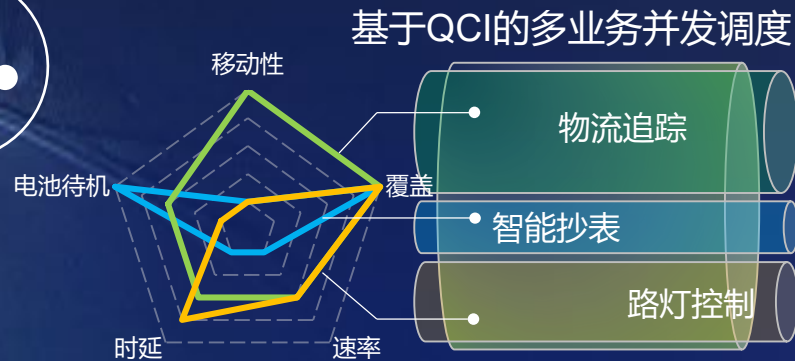 基于QCI的多业务并发调度
移动性
物流追踪
电池待机
覆盖
智能抄表
路灯控制
时延
速率